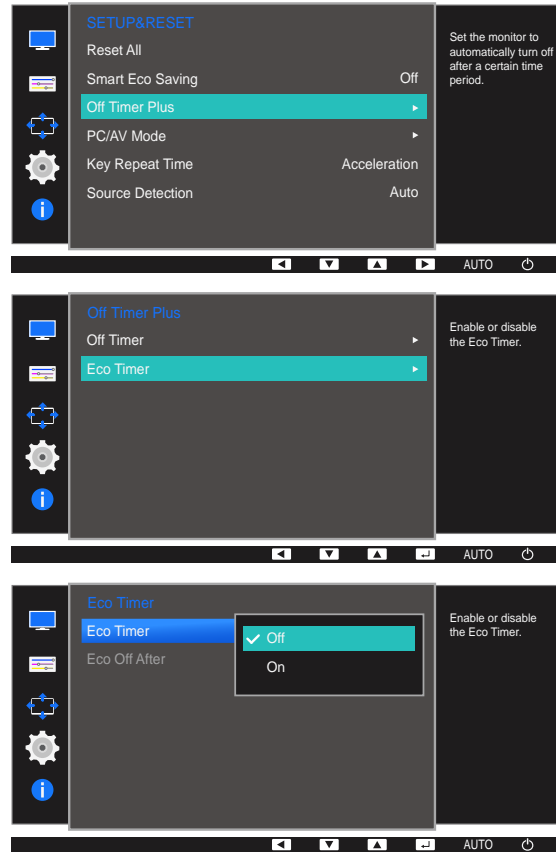 SETUP&RESET
Reset All
Smart Eco Saving Off
Off Timer Plus
PC/AV Mode
Key Repeat Time Acceleration
Source Detection Auto
Set the monitor to
automatically turn off
after a certain time
period.
AUTO
Off Timer Plus
Off Timer
Eco Timer
Enable or disable
the Eco Timer.
AUTO
Eco Timer
Eco Timer
Eco Off After
Off
On
Enable or disable
the Eco Timer.
AUTO